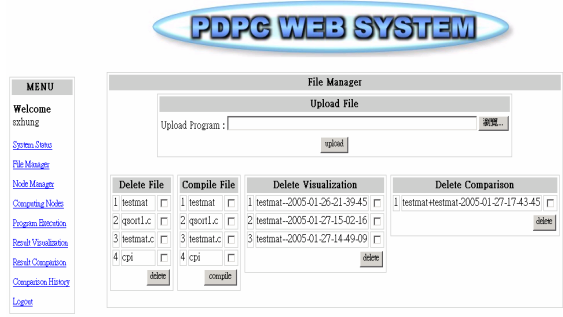 PDPC WEB SYSTEM
MENU
Welcome
sxhung
System Status
File Manager
Node Manager
Computing Nodes
Program Execution
Result Visualization
Result Comparison
Comparison History
Logout
File Manager
Upload File
Upload Program : 瀏覽...
upload
Delete File
1 testmat
2 qsort1.c
3 testmat.c
4 cpi
delete
Compile File
1 testmat
2 qsort1.c
3 testmat.c
4 cpi
compile
Delete Visualization
1 testmat--2005-01-26-21-39-45
2 testmat--2005-01-27-15-02-16
3 testmat--2005-01-27-14-49-09
delete
Delete Comparison
1 testmat+testmat-2005-01-27-17-43-45
delete